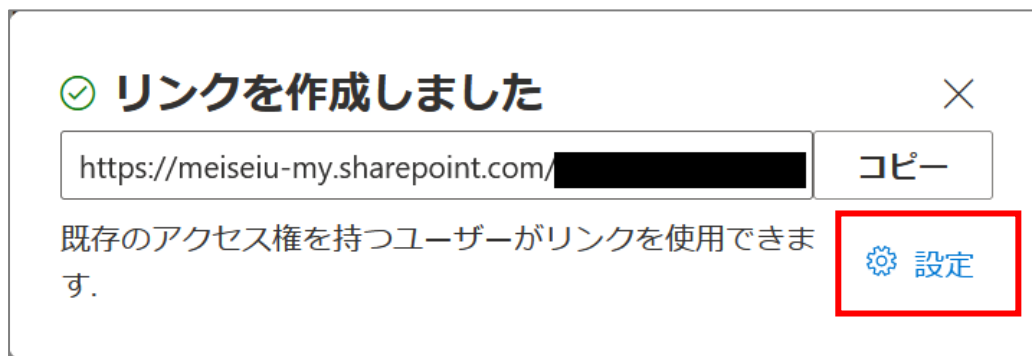 リンクを作成しました
https://meiseiu-my.sharepoint.com/
コピー
既存のアクセス権を持つユーザーがリンクを使用できま
す.
設定